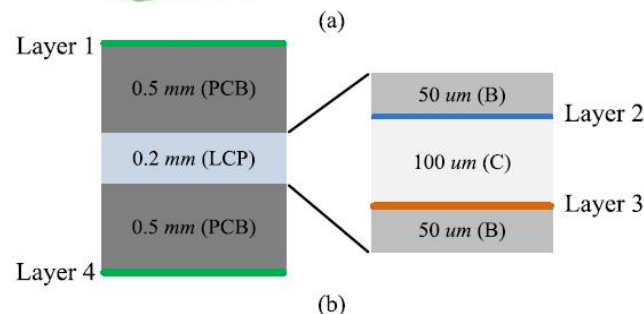 (a)
Layer 1
0.5 mm (PCB)
50 um (B)
Layer 2
0.2 mm (LCP)
100 um (C)
Layer 3
0.5 mm (PCB)
50 um (B)
Layer 4
(b)